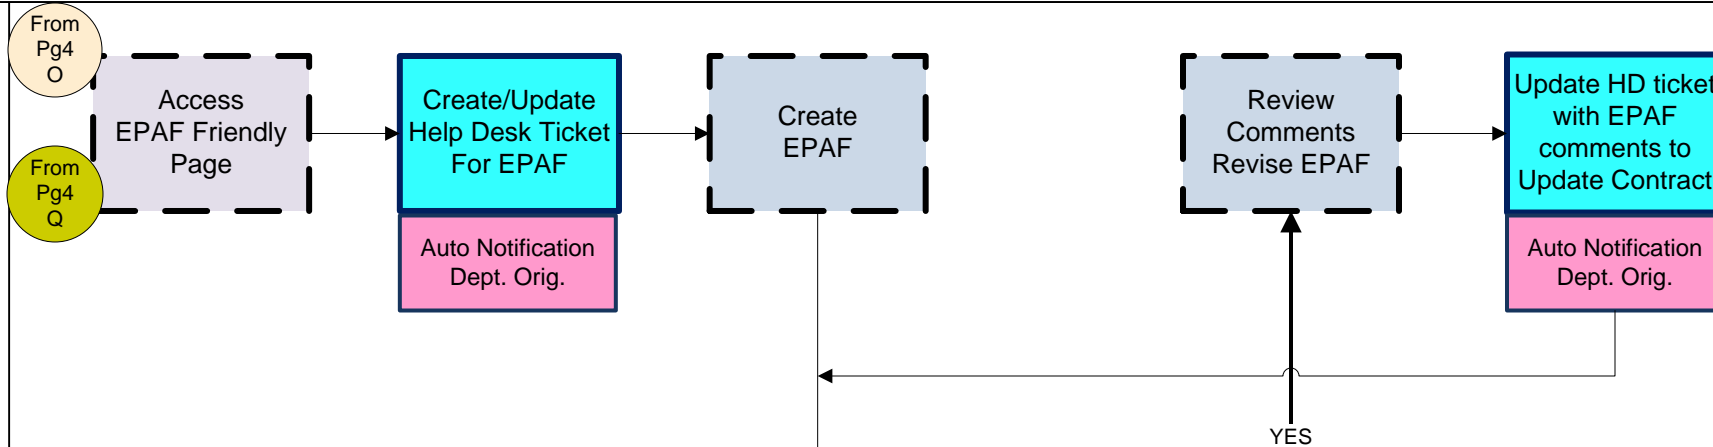 From
Pg4
O
From
Pg4
Q
Access
EPAF Friendly
Page
Create/Update
Help Desk Ticket
For EPAF
Auto Notification
Dept. Orig.
Create
EPAF
Review
Comments
Revise EPAF
Update HD ticket
with EPAF
comments to
Update Contract
Auto Notification
Dept. Orig.
YES